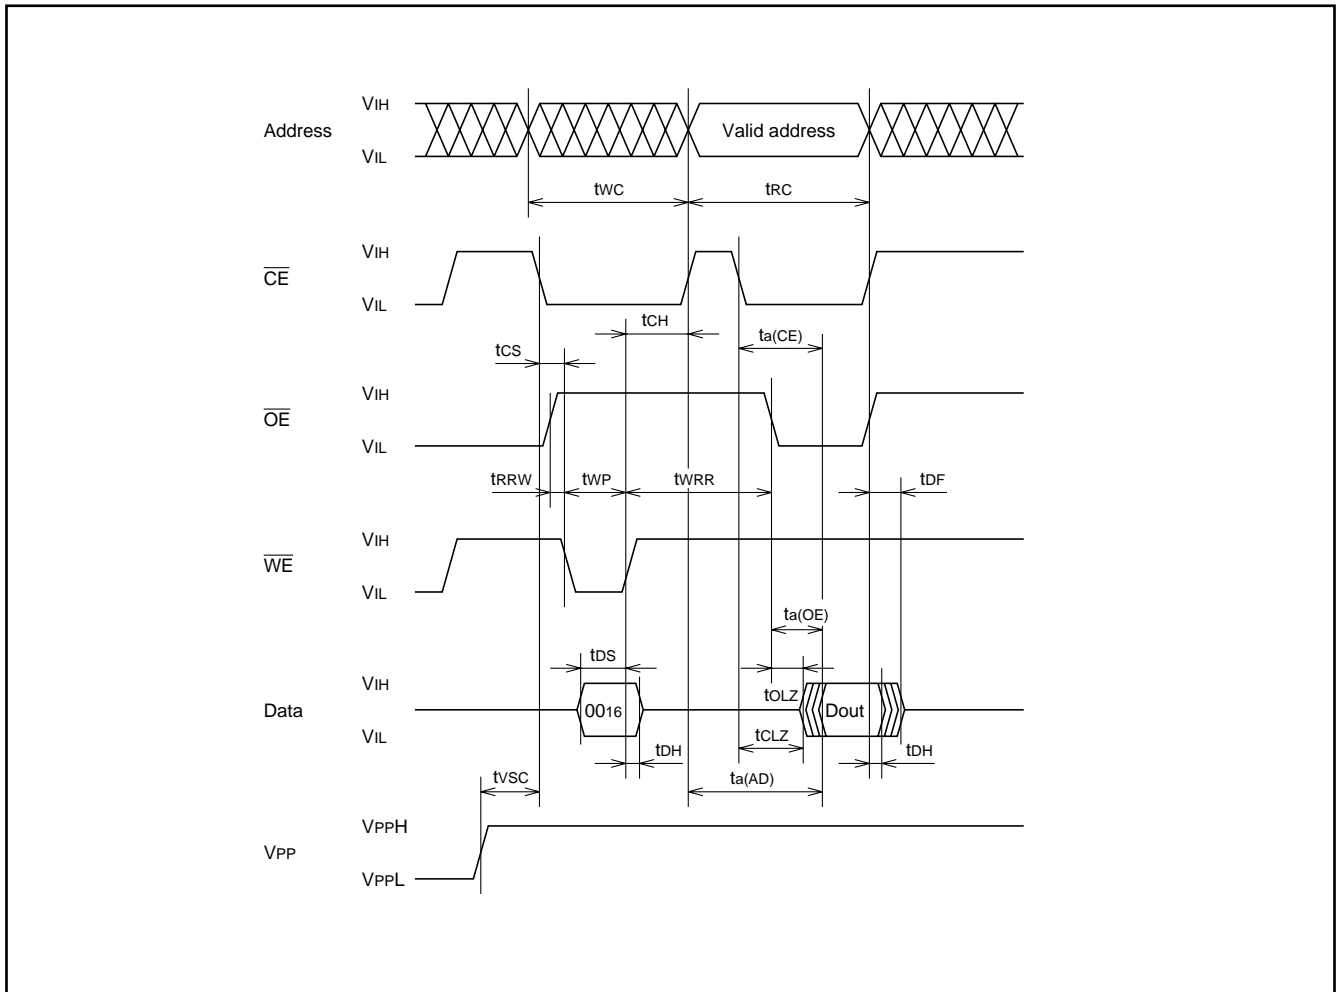 VIH
Address
Valid address
VIL
tWC
tRC
VIH
CE
VIL
tCH
ta(CE)
tCS
VIH
OE
VIL
tRRW
tWP
tWRR
tDF
VIH
WE
VIL
ta(OE)
tDS
VIH
tOLZ
Data
0016
Dout
VIL
tCLZ
tDH
tDH
tVSC
ta(AD)
VPPH
VPP
VPPL